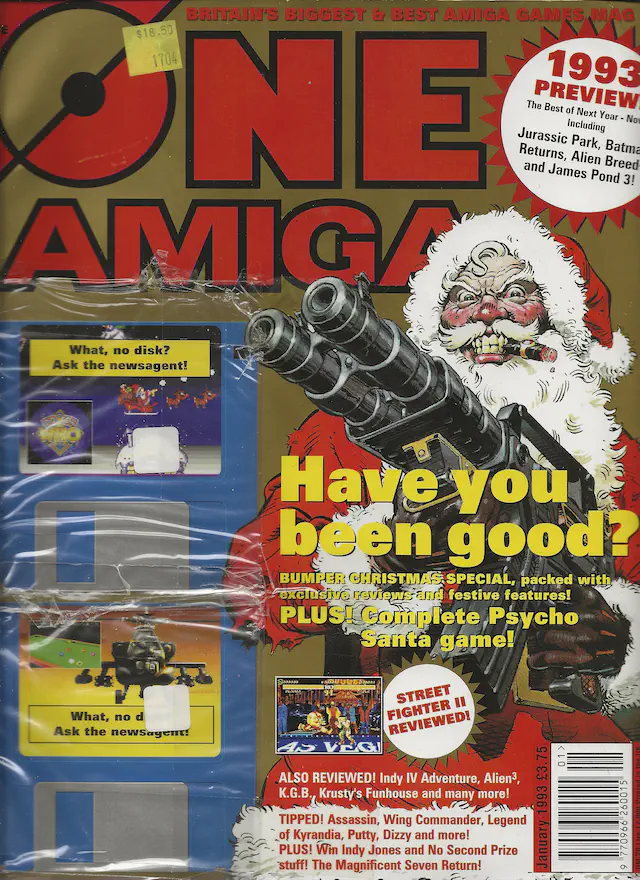 BRITAIN'S BIGGEST & BEST AMIGA GAMES MAG
$18.50
1704
ONE
AMIGA
1993
PREVIEW
The Best of Next Year - Now
including
Jurassic Park, Batma
Returns, Alien Breed
and James Pond 3!
What, no disk?
Ask the newsagent!
Have you
been good?
BUMPER CHRISTMAS SPECIAL, packed with
exclusive reviews and festive features!
PLUS! Complete Psycho
Santa game!
What, no d
Ask the newsagent!
STREET
FIGHTER II
REVIEWED!
ALSO REVIEWED! Indy IV Adventure, Alien³,
K.G.B., Krusty's Funhouse and many more!
TIPPED! Assassin, Wing Commander, Legend
of Kyrandia, Putty, Dizzy and more!
PLUS! Win Indy Jones and No Second Prize
stuff! The Magnificent Seven Return!
January 1993 £3.75
01>
9 770966 260015